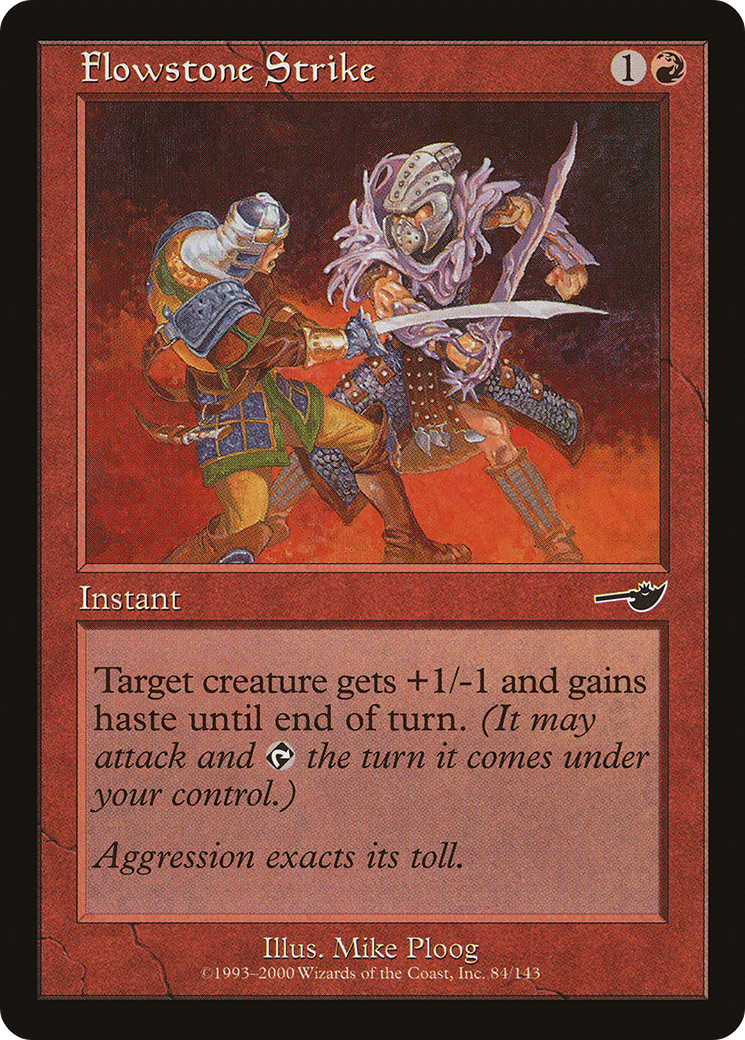 Flowstone Strike 1
Instant
Target creature gets +1/-1 and gains
haste until end of turn. (It may
attack and the turn it comes under
your control.)
Aggression exacts its toll.
Illus. Mike Ploog
©1993–2000 Wizards of the Coast, Inc. 84/143